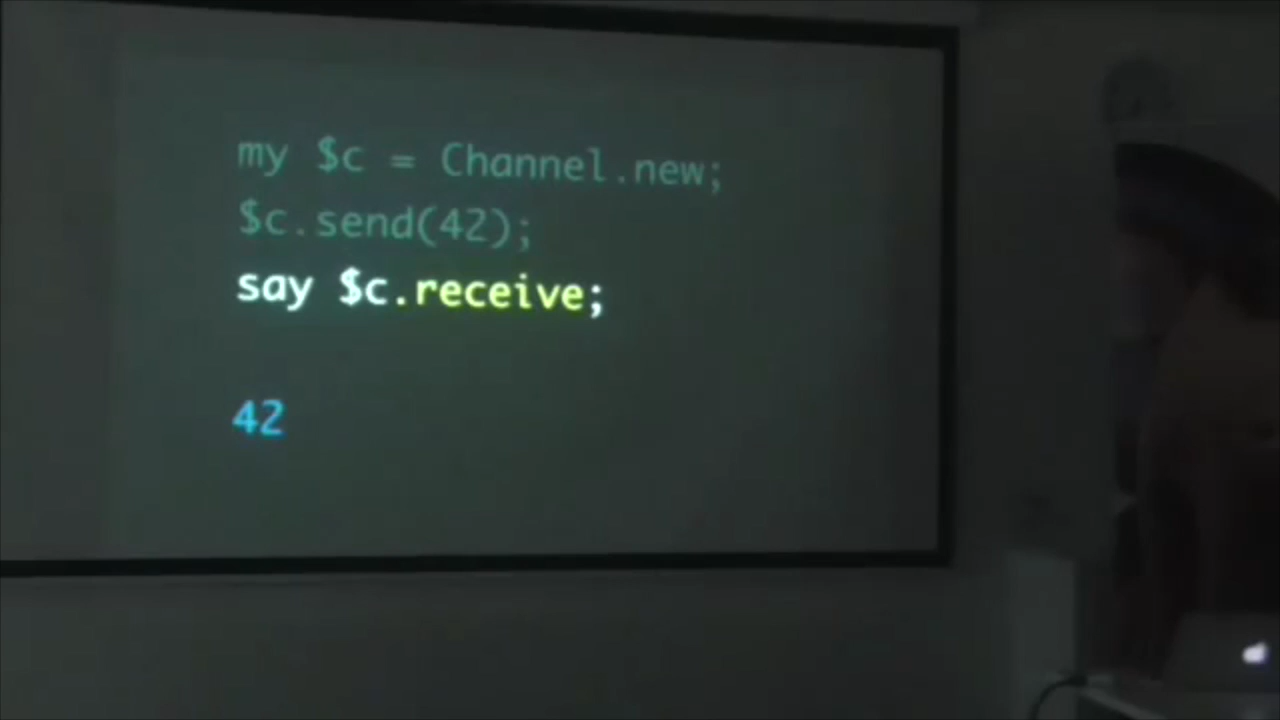 my $c = Channel.new;
$c.send(42);
say $c.receive;
42